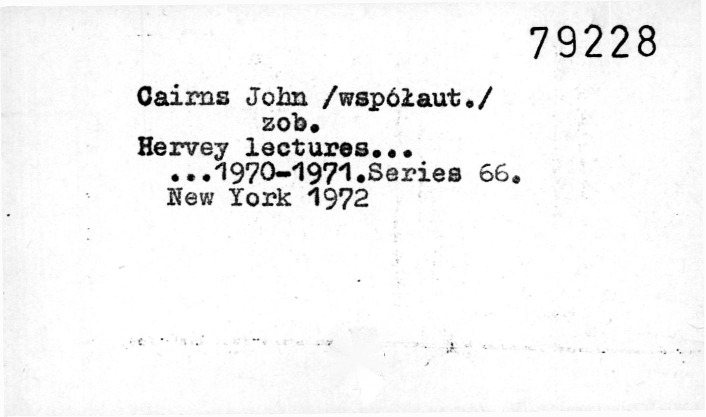 79228
Cairns John /współaut./
zob.
Hervey lectures...
...1970-1971.Series 66.
New York 1972